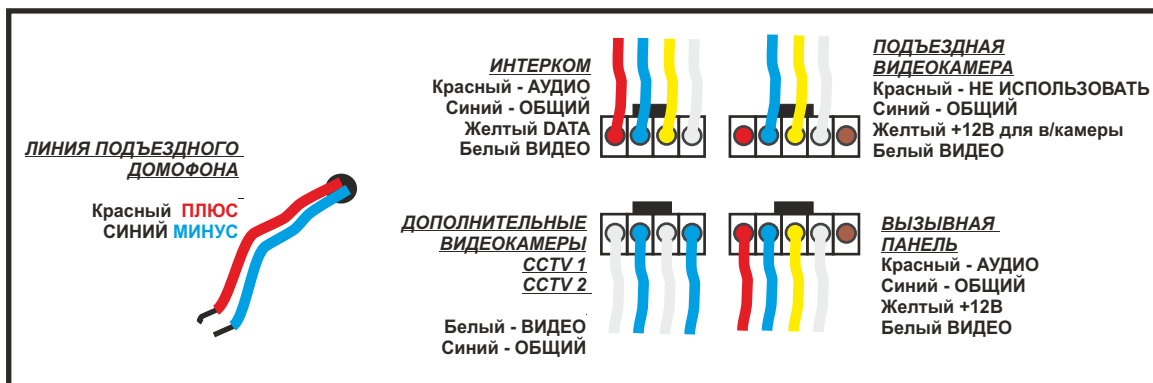 ЛИНИЯ ПОДЪЕЗДНОГО
ДОМОФОНА
Красный ПЛЮС
СИНИЙ МИНУС
ИНТЕРКОМ
Красный - АУДИО
Синий - ОБЩИЙ
Желтый DATA
Белый ВИДЕО
ПОДЪЕЗДНАЯ
ВИДЕОКАМЕРА
Красный - НЕ ИСПОЛЬЗОВАТЬ
Синий - ОБЩИЙ
Желтый +12В для в/камеры
Белый ВИДЕО
ДОПОЛНИТЕЛЬНЫЕ
ВИДЕОКАМЕРЫ
CCTV 1
CCTV 2
Белый - ВИДЕО
Синий - ОБЩИЙ
ВЫЗЫВНАЯ
ПАНЕЛЬ
Красный - АУДИО
Синий - ОБЩИЙ
Желтый +12В
Белый ВИДЕО